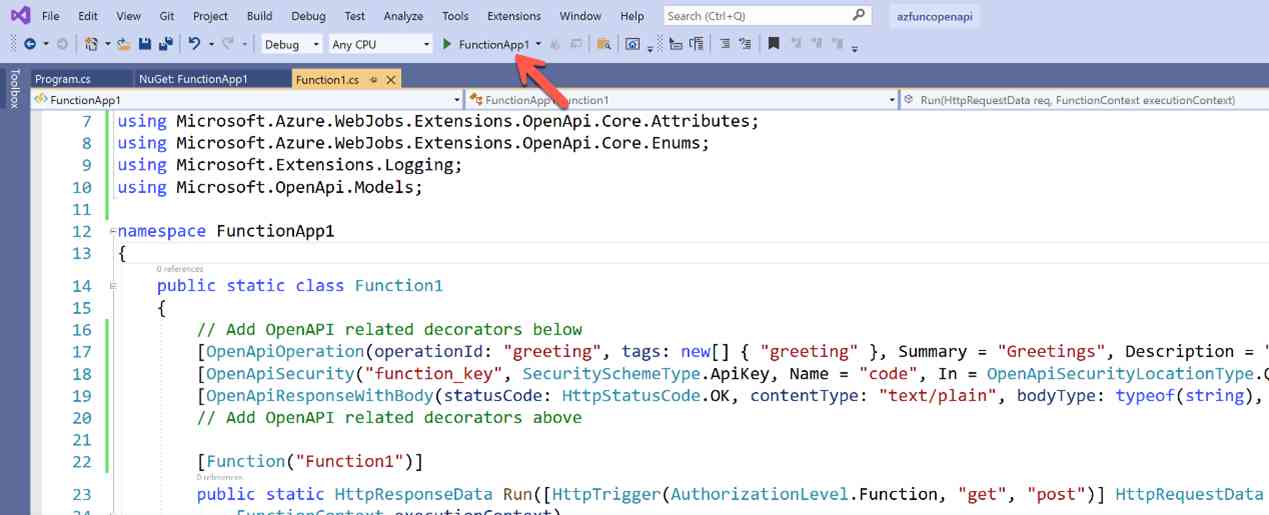 File Edit View Git Project Build Debug Test Analyze Tools Extensions Window Help Search (Ctrl+Q) azfuncopenapi
Debug Any CPU FunctionApp1
Toolbox
Program.cs NuGet: FunctionApp1 Function1.cs
FunctionApp1 FunctionApp unction1 Run(HttpRequestData req, FunctionContext executionContext)
7 using Microsoft.Azure.WebJobs.Extensions.OpenApi.Core.Attributes;
8 using Microsoft.Azure.WebJobs.Extensions.OpenApi.Core.Enums;
9 using Microsoft.Extensions.Logging;
10 using Microsoft.OpenApi.Models;
11
12 namespace FunctionApp1
13 {
0 references
14 public static class Function1
15 {
16 // Add OpenAPI related decorators below
17 [OpenApiOperation(operationId: "greeting", tags: new[] { "greeting" }, Summary = "Greetings", Description = "
18 [OpenApiSecurity("function_key", SecuritySchemeType.ApiKey, Name = "code", In = OpenApiSecurityLocationType.Q
19 [OpenApiResponseWithBody(statusCode: HttpStatusCode.OK, contentType: "text/plain", bodyType: typeof(string),
20 // Add OpenAPI related decorators above
21
22 [Function("Function1")]
0 references
23 public static HttpResponseData Run([HttpTrigger(AuthorizationLevel.Function, "get", "post")] HttpRequestData
24 FunctionContext executionContext)